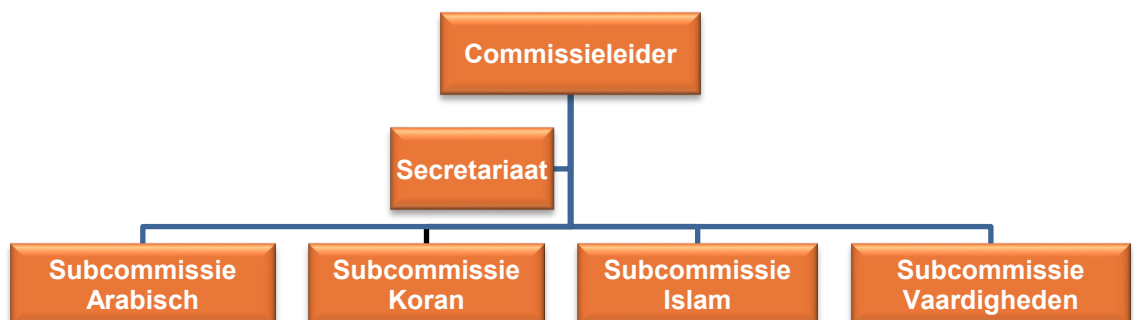 Commissieleider
Secretariaat
Subcommissie
Arabisch
Subcommissie
Koran
Subcommissie
Islam
Subcommissie
Vaardigheden